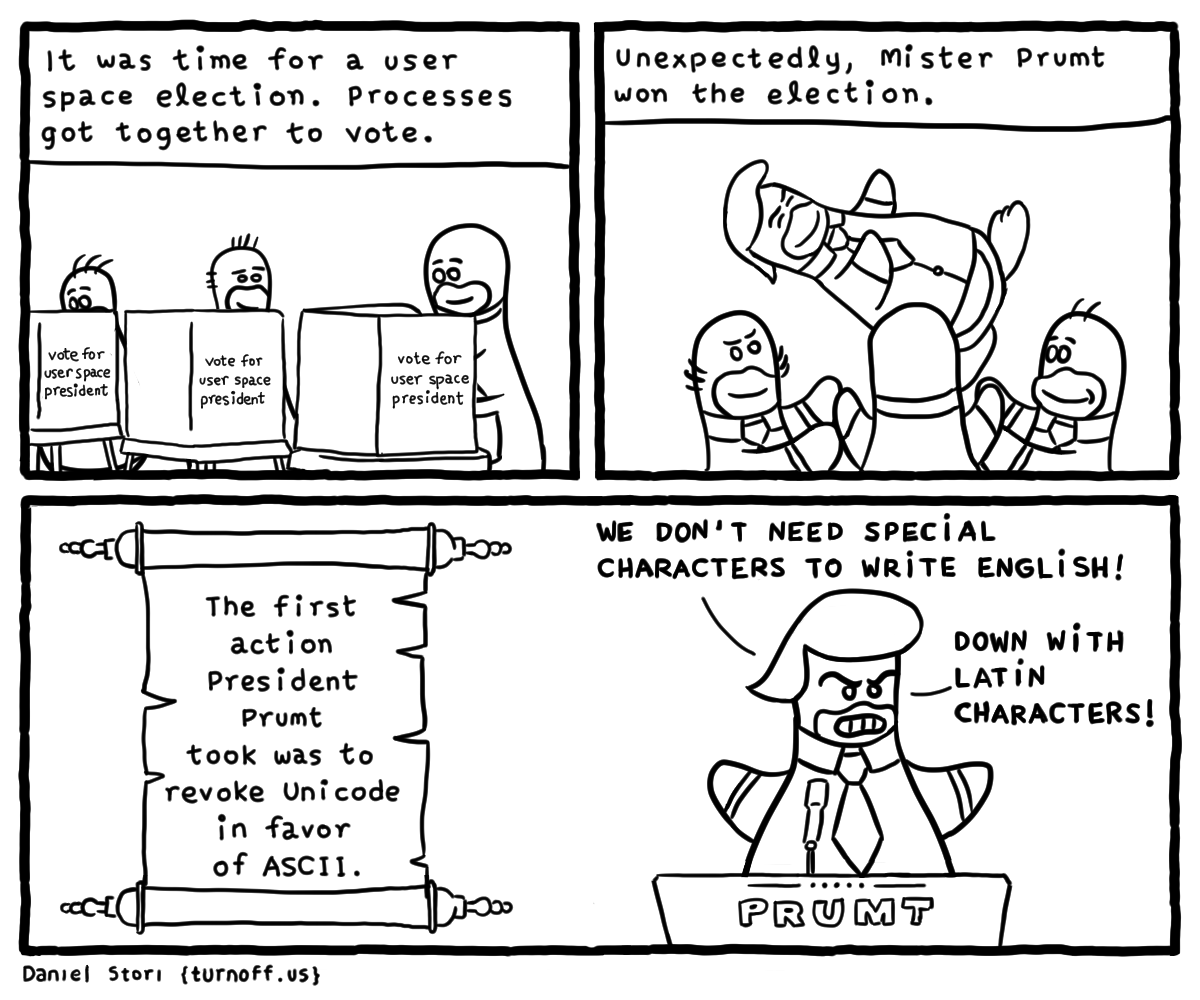 It was time for a user
space election. Processes
got together to vote.
vote for
user space
president
vote for
user space
president
vote for
user space
president
Unexpectedly, Mister Prumt
won the election.
The first
action
President
Prumt
took was to
revoke Unicode
in favor
of ASCII.
WE DON'T NEED SPECiAL
CHARACTERS TO WRiTE ENGLiSH!
DOWN WiTH
LATiN
CHARACTERS!
PRUMT
Daniel Stori {turnoff.us}